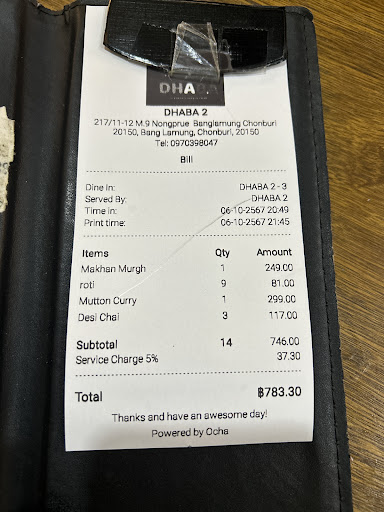 DHABA
DHABA 2
217/11-12 M.9 Nongprue Banglamung Chonburi
20150, Bang Lamung, Chonburi, 20150
Tel: 0970398047
Bill
Dine In: DHABA 2 - 3
Served By: DHABA 2
Time in: 06-10-2567 20:49
Print time: 06-10-2567 21:45
Items Qty Amount
Makhan Murgh 1 249.00
roti 9 81.00
Mutton Curry 1 299.00
Desi Chai 3 117.00
Subtotal 14 746.00
Service Charge 5% 37.30
Total ฿783.30
Thanks and have an awesome day!
Powered by Ocha